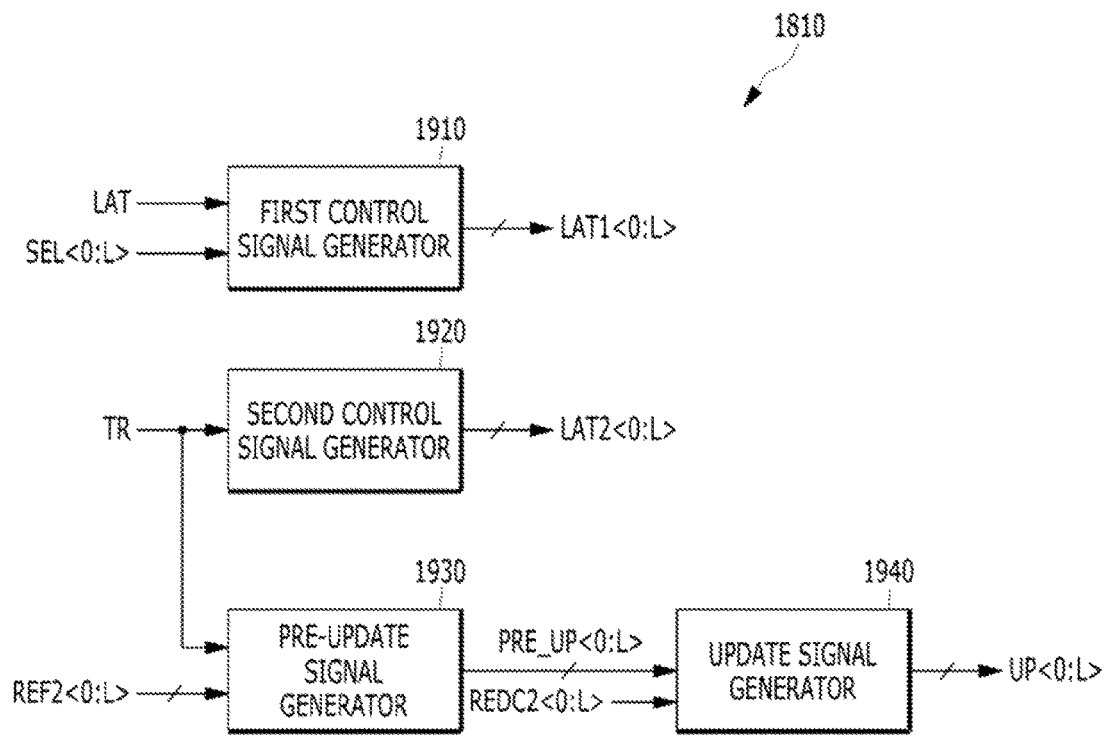 1810
1910
LAT
SEL<0:L>
FIRST CONTROL
SIGNAL GENERATOR
LAT1<0:L>
1920
TR
SECOND CONTROL
SIGNAL GENERATOR
LAT2<0:L>
1930
PRE-UPDATE
SIGNAL
GENERATOR
REF2<0:L>
PRE_UP<0:L>
REDC2<0:L>
1940
UPDATE SIGNAL
GENERATOR
UP<0:L>